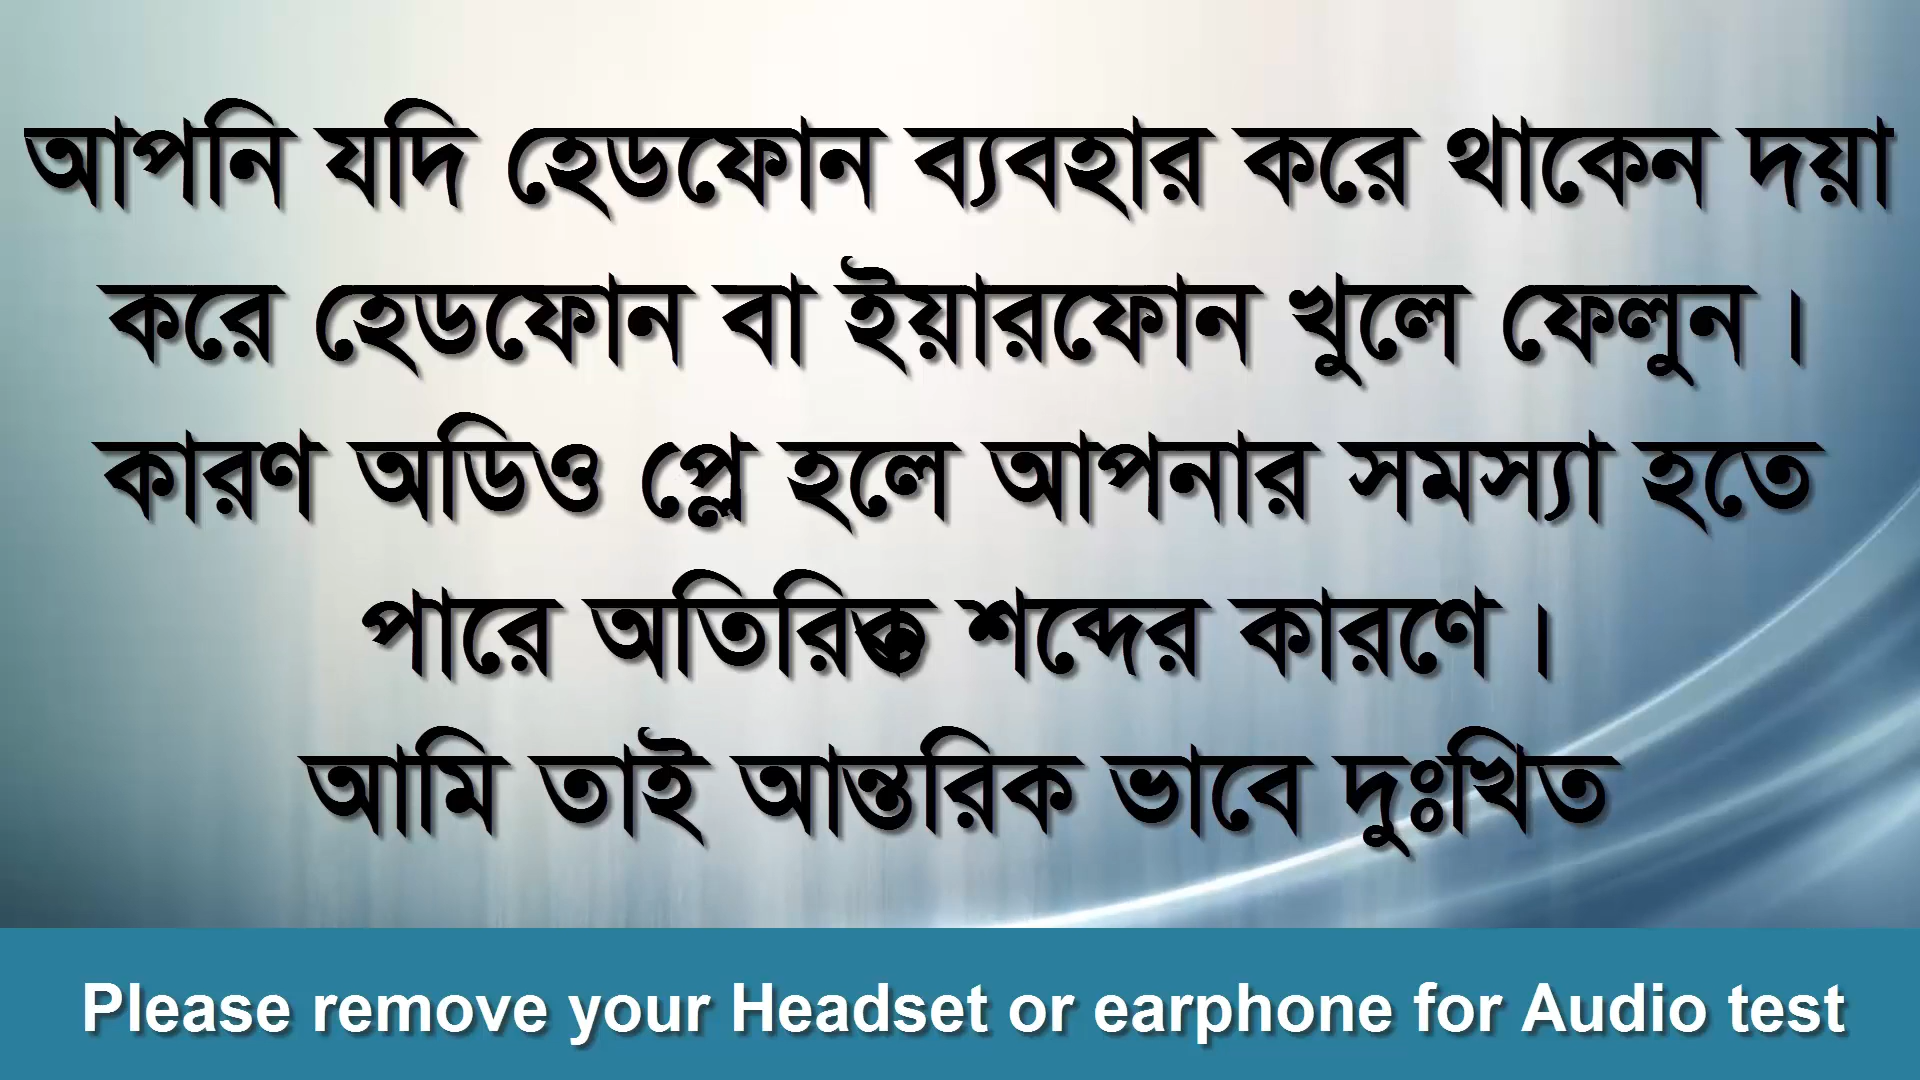 আপনি যদি হেডফোন ব্যবহার করে থাকেন দয়া
করে হেডফোন বা ইয়ারফোন খুলে ফেলুন।
কারণ অডিও প্লে হলে আপনার সমস্যা হতে
পারে অতিরিক্ত শব্দের কারণে।
আমি তাই আন্তরিক ভাবে দুঃখিত
Please remove your Headset or earphone for Audio test